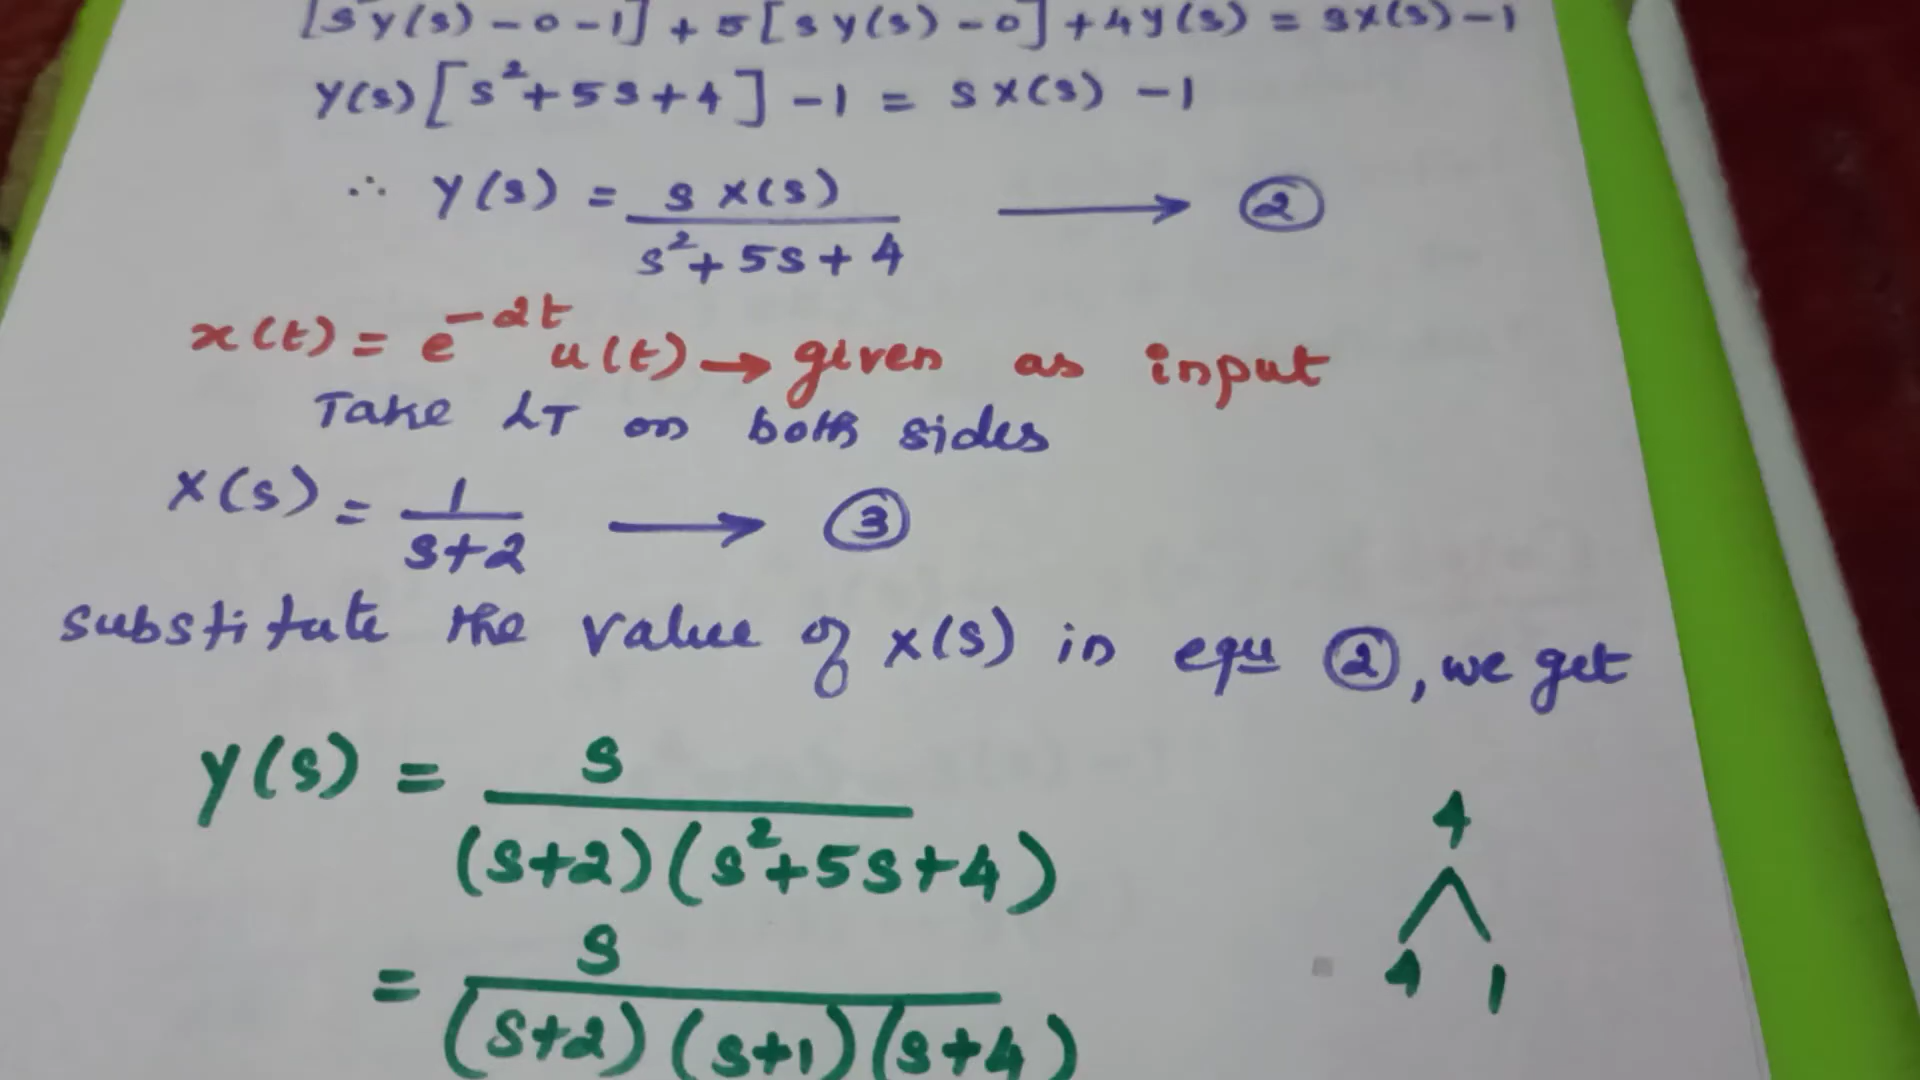 [s²y(s) - 0 - 1] + 5[s y(s) - 0] + 4y(s) = sx(s) - 1
Y(s)[s²+5s+4] - 1 = s x(s) - 1
∴ y(s) = s x(s) / s²+5s+4 ⟶ ②
x(t) = e^-2t u(t) → given as input
Take LT on both sides
X(s) = 1 / s+2 ⟶ ③
substitute the value of x(s) in equ ②, we get
y(s) = s / (s+2)(s²+5s+4)
= s / (s+2)(s+1)(s+4)
4
4 1